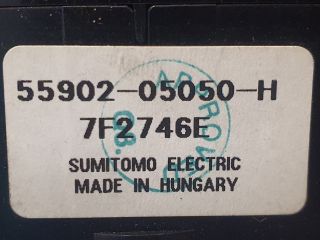 55902-05050-H
7F2746E
SUMITOMO ELECTRIC
MADE IN HUNGARY